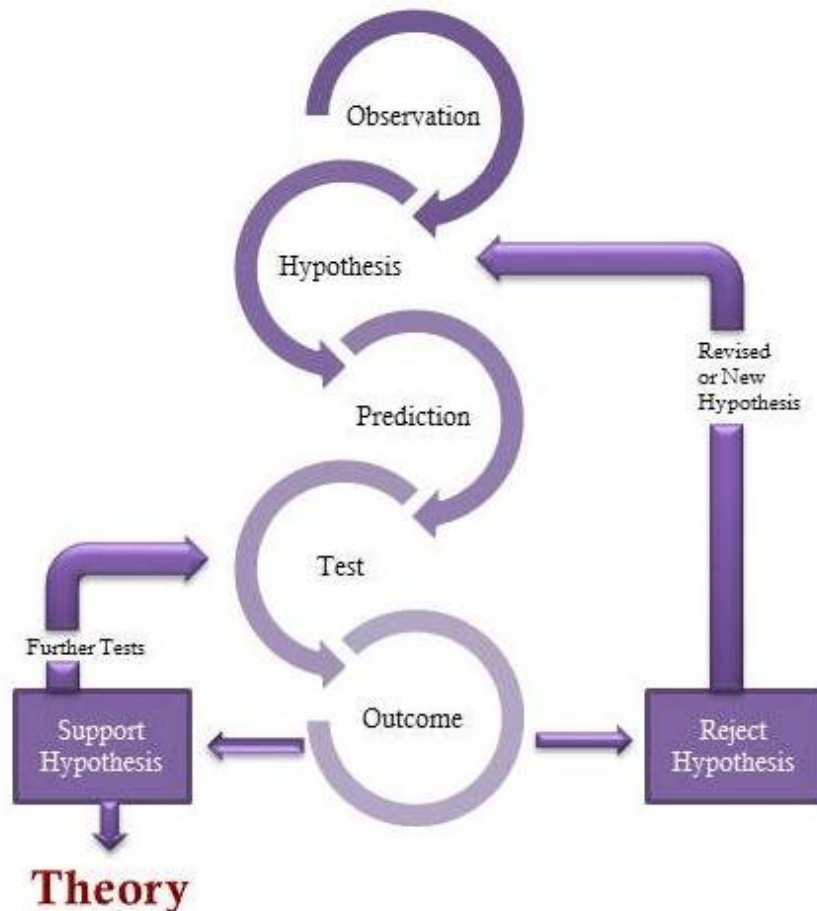 Observation
Hypothesis
Revised
or New
Hypothesis
Prediction
Test
Further Tests
Support
Hypothesis
Outcome
Reject
Hypothesis
Theory